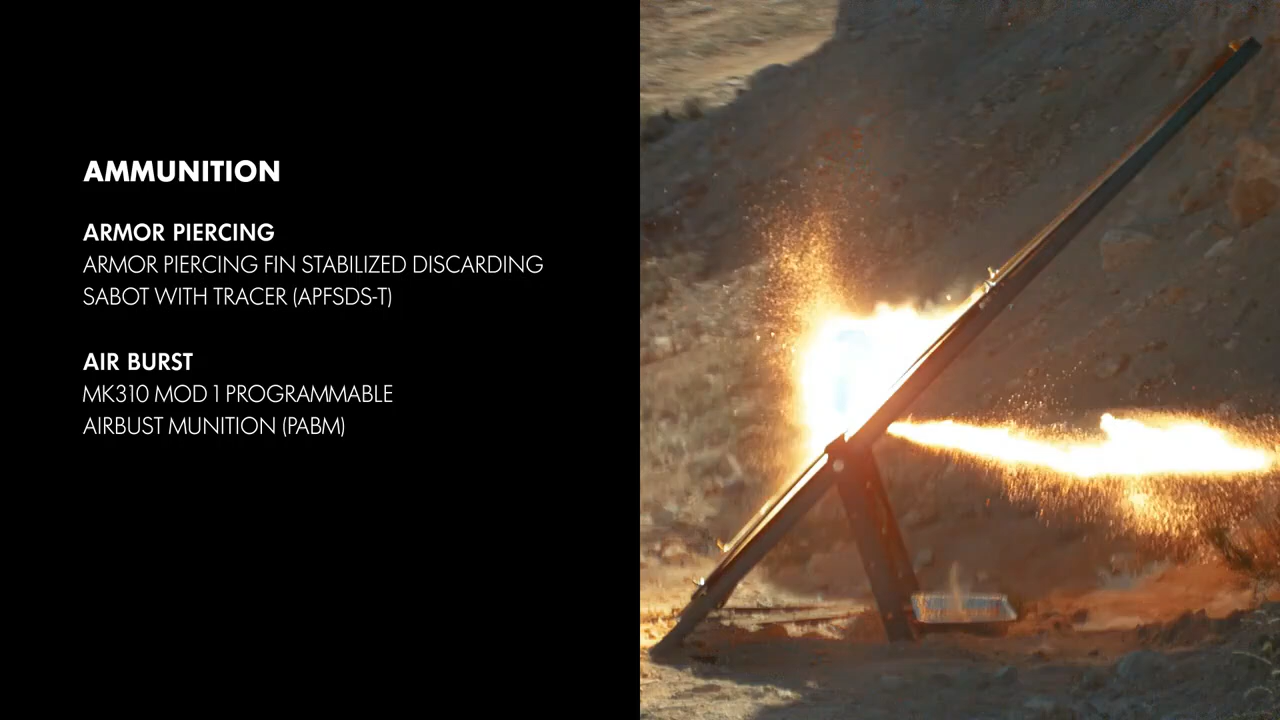 AMMUNITION
ARMOR PIERCING
ARMOR PIERCING FIN STABILIZED DISCARDING
SABOT WITH TRACER (APFSDS-T)
AIR BURST
MK310 MOD 1 PROGRAMMABLE
AIRBUST MUNITION (PABM)